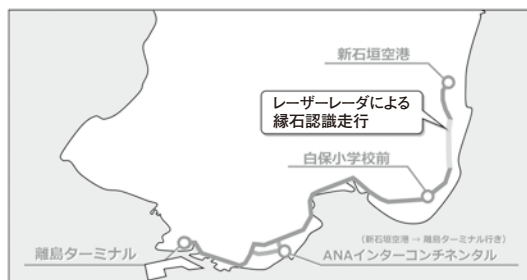 新石垣空港
レーザーレーダによる
縁石認識走行
白保小学校前
(新石垣空港 → 離島ターミナル行き)
離島ターミナル
ANAインターコンチネンタル